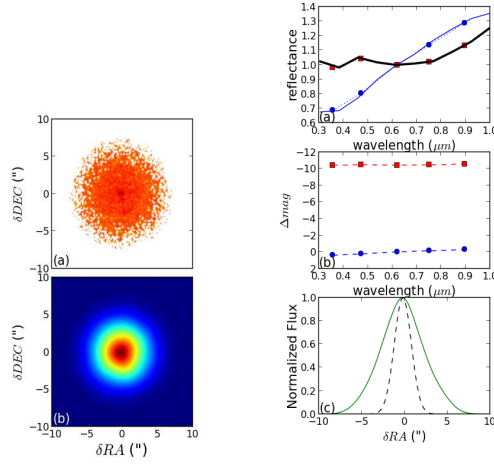 10
5
0
−5
−10
δDEC (")
(a)
10
5
0
−5
−10
δDEC (")
(b)
−10 −5 0 5 10
δRA (")
1.4
1.3
1.2
1.1
1.0
0.9
0.8
0.7
0.6
reflectance
(a)
0.3 0.4 0.5 0.6 0.7 0.8 0.9 1.0
wavelength (μm)
−12
−10
−8
−6
−4
−2
0
2
Δmag
(b)
0.3 0.4 0.5 0.6 0.7 0.8 0.9 1.0
wavelength (μm)
1.0
0.8
0.6
0.4
0.2
0.0
Normalized Flux
(c)
−10 −5 0 5 10
δRA (")